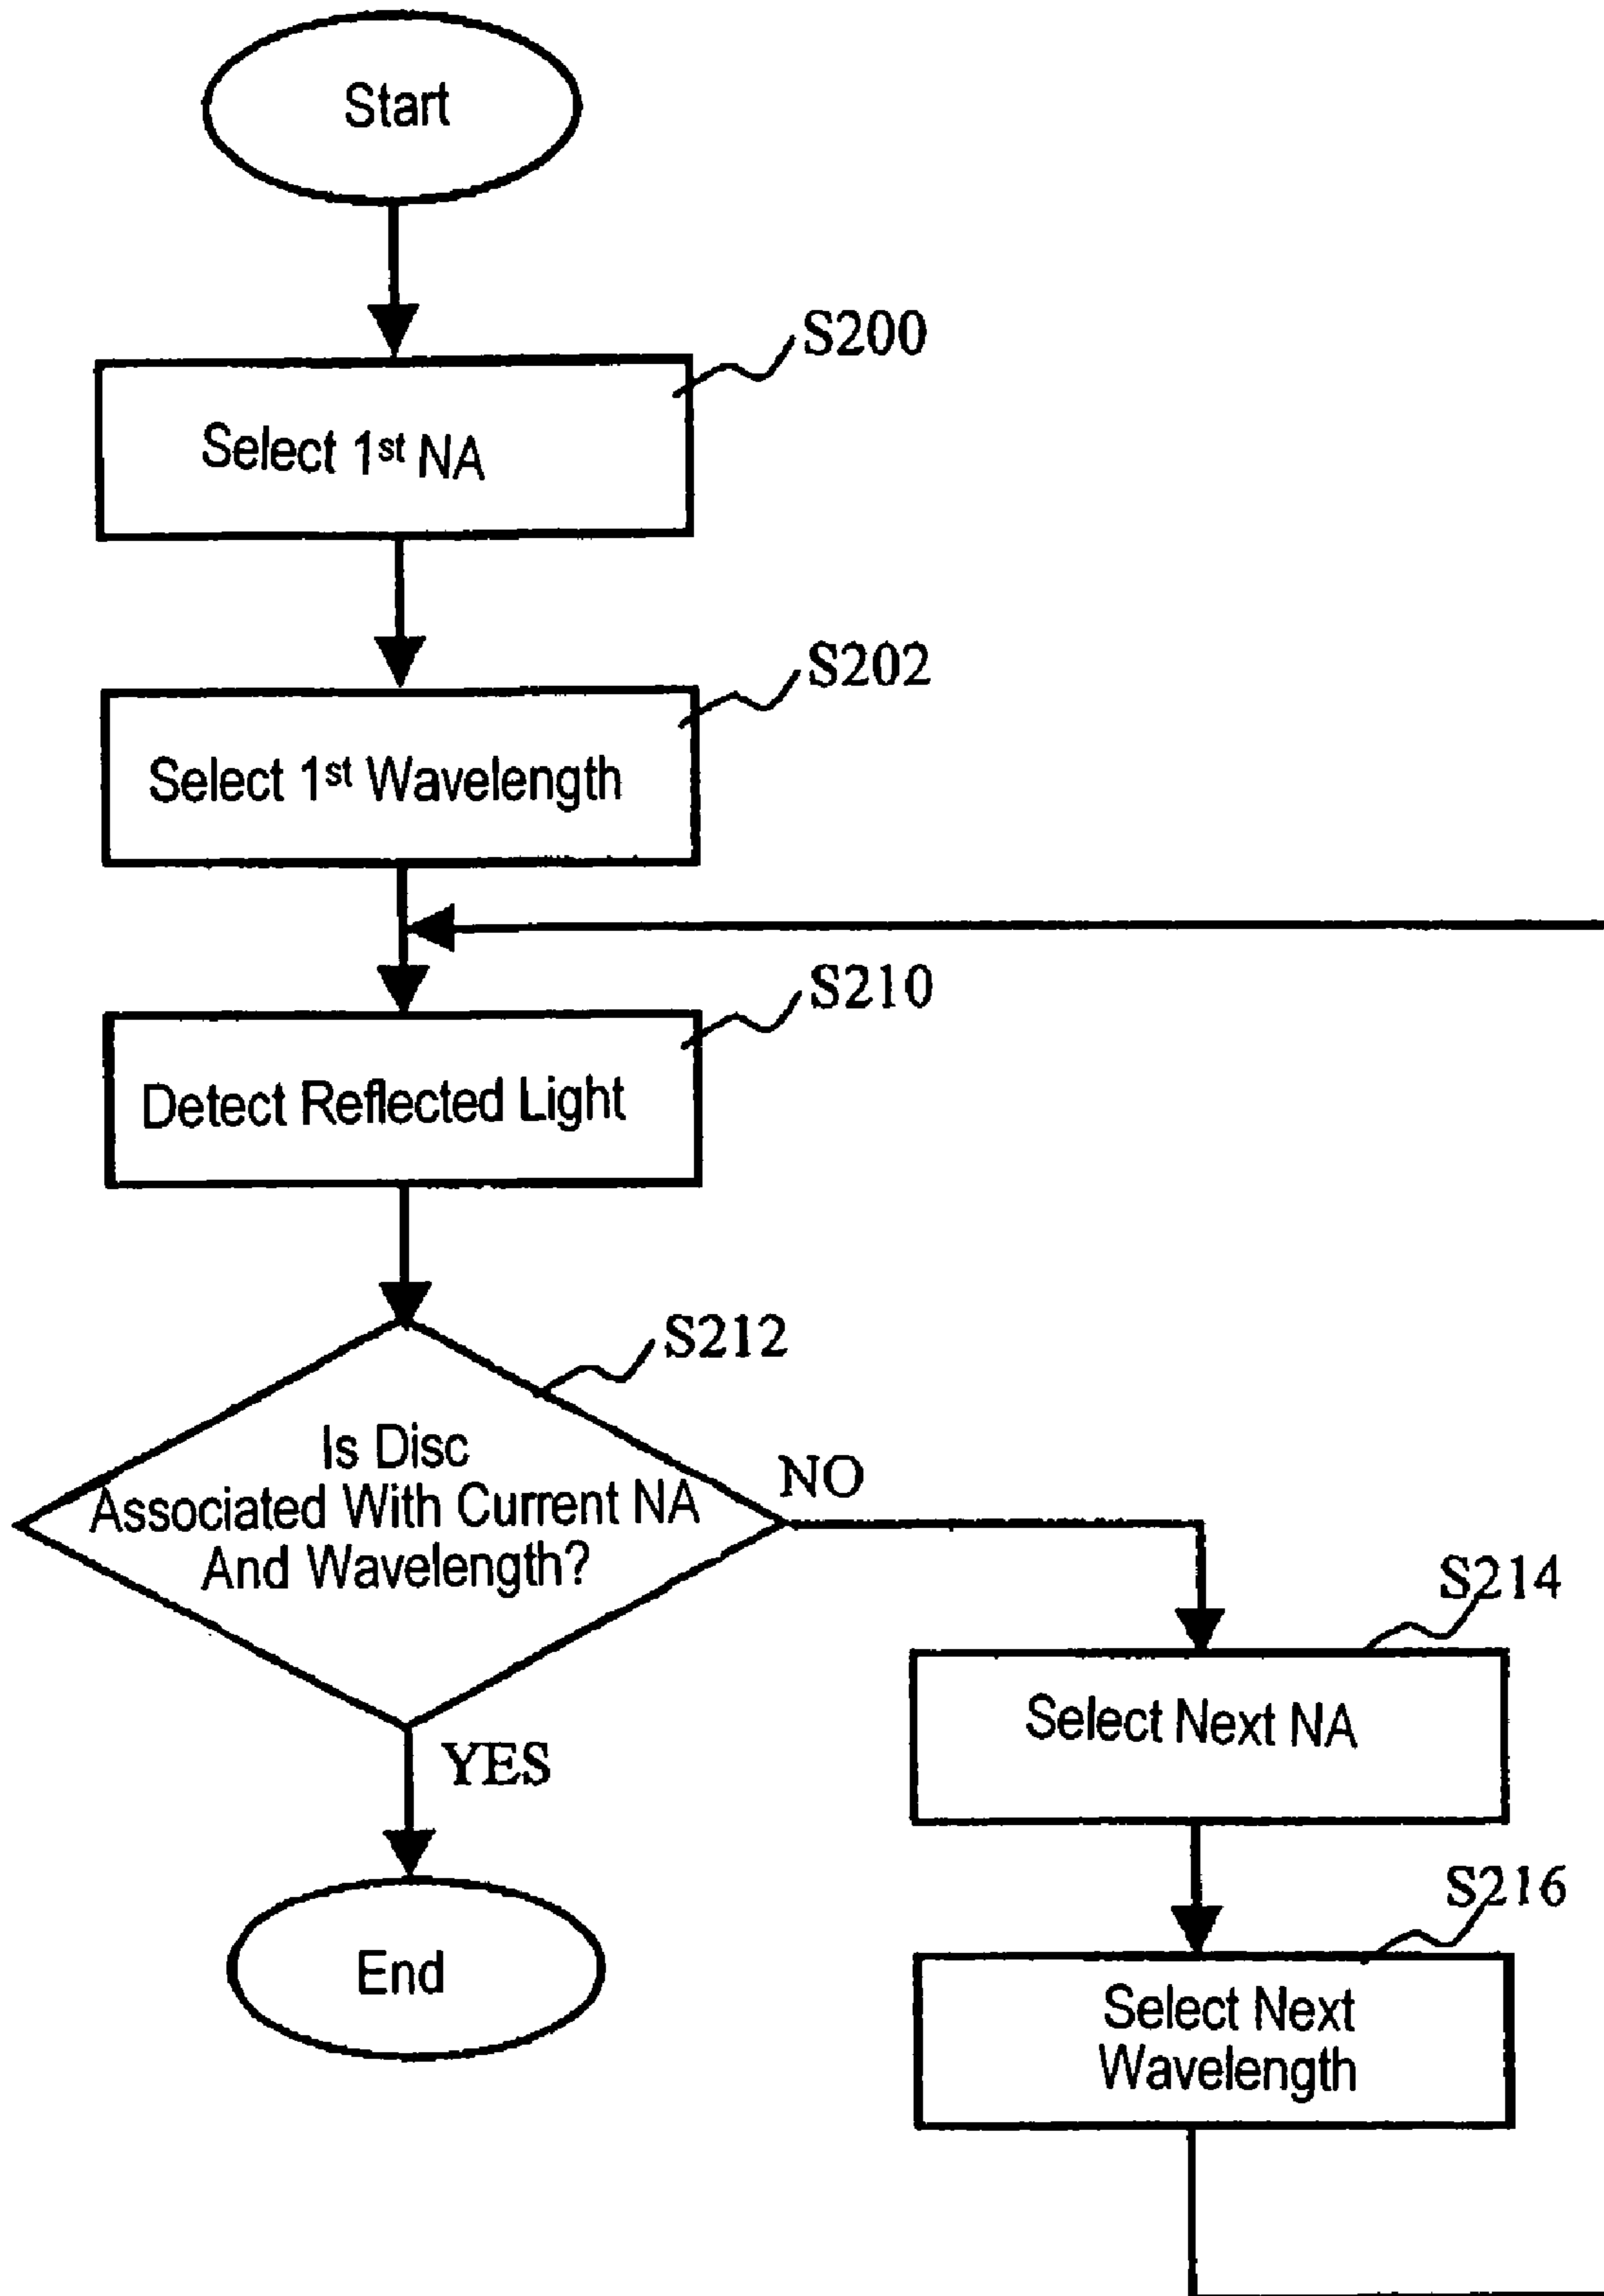 Start
S200
Select 1st NA
S202
Select 1st Wavelength
S210
Detect Reflected Light
S212
Is Disc
Associated With Current NA
And Wavelength?
NO
YES
S214
Select Next NA
S216
Select Next
Wavelength
End